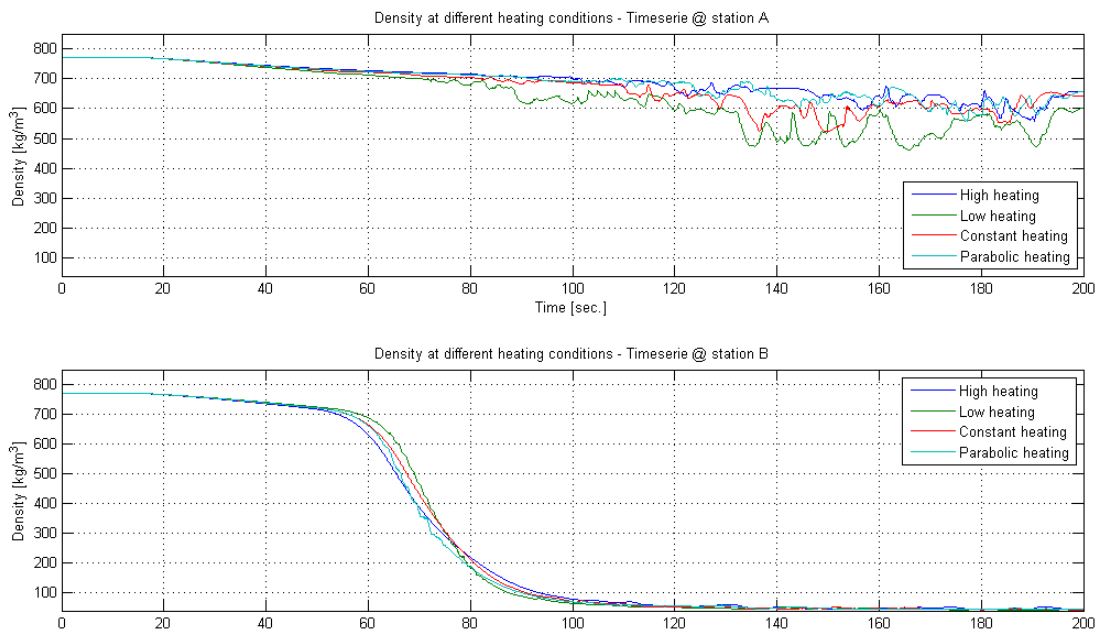 Density at different heating conditions - Timeserie @ station A
800
700
600
500
400
300
200
100
Density [kg/m3]
High heating
Low heating
Constant heating
Parabolic heating
0 20 40 60 80 100 120 140 160 180 200
Time [sec.]
Density at different heating conditions - Timeserie @ station B
800
700
600
500
400
300
200
100
Density [kg/m3]
High heating
Low heating
Constant heating
Parabolic heating
0 20 40 60 80 100 120 140 160 180 200